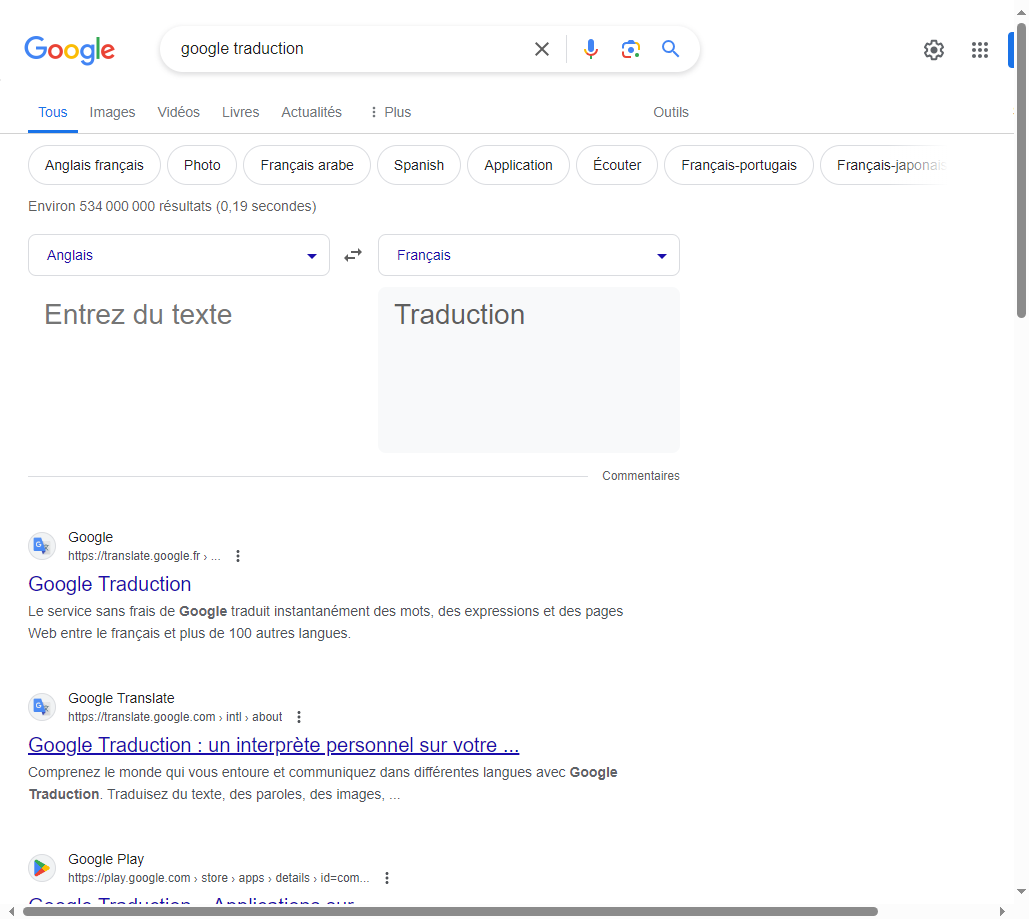 Google
google traduction
Tous Images Vidéos Livres Actualités Plus Outils
Anglais français Photo Français arabe Spanish Application Écouter Français-portugais Français-japonais
Environ 534 000 000 résultats (0,19 secondes)
Anglais Français
Entrez du texte Traduction
Commentaires
Google
https://translate.google.fr › ...
Google Traduction
Le service sans frais de Google traduit instantanément des mots, des expressions et des pages
Web entre le français et plus de 100 autres langues.
Google Translate
https://translate.google.com › intl › about
Google Traduction : un interprète personnel sur votre ...
Comprenez le monde qui vous entoure et communiquez dans différentes langues avec Google
Traduction. Traduisez du texte, des paroles, des images, ...
Google Play
https://play.google.com › store › apps › details › id=com...
Google Traduction – Applications sur